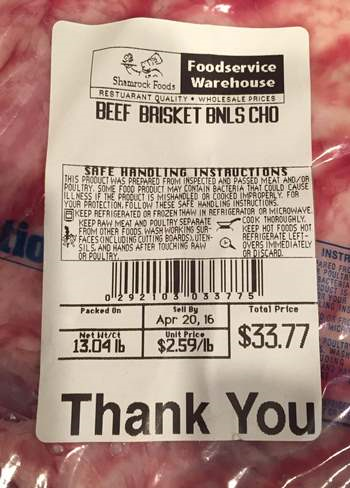 Shamrock Foods
Foodservice
Warehouse
RESTUARANT QUALITY • WHOLESALE PRICES
BEEF BRISKET BNLS CHO
SAFE HANDLING INSTRUCTIONS
THIS PRODUCT WAS PREPARED FROM INSPECTED AND PASSED MEAT AND/OR
POULTRY. SOME FOOD PRODUCT MAY CONTAIN BACTERIA THAT COULD CAUSE
ILLNESS IF THE PRODUCT IS MISHANDLED OR COOKED IMPROPERLY. FOR
YOUR PROTECTION, FOLLOW THESE SAFE HANDLING INSTRUCTIONS.
KEEP REFRIGERATED OR FROZEN THAW IN REFRIGERATOR OR MICROWAVE.
KEEP RAW MEAT AND POULTRY SEPARATE
FROM OTHER FOODS. WASH WORKING SUR-
FACES (INCLUDING CUTTING BOARDS), UTEN-
SILS, AND HANDS AFTER TOUCHING RAW
OR POULTRY.
COOK THOROUGHLY.
KEEP HOT FOODS HOT
REFRIGERATE LEFT-
OVERS IMMEDIATELY
OR DISCARD.
0 292103 033775
Packed On
Sell By
Apr 20, 16
Total Price
$33.77
Net Wt/Ct
13.04 lb
Unit Price
$2.59/lb
Thank You
INSTR